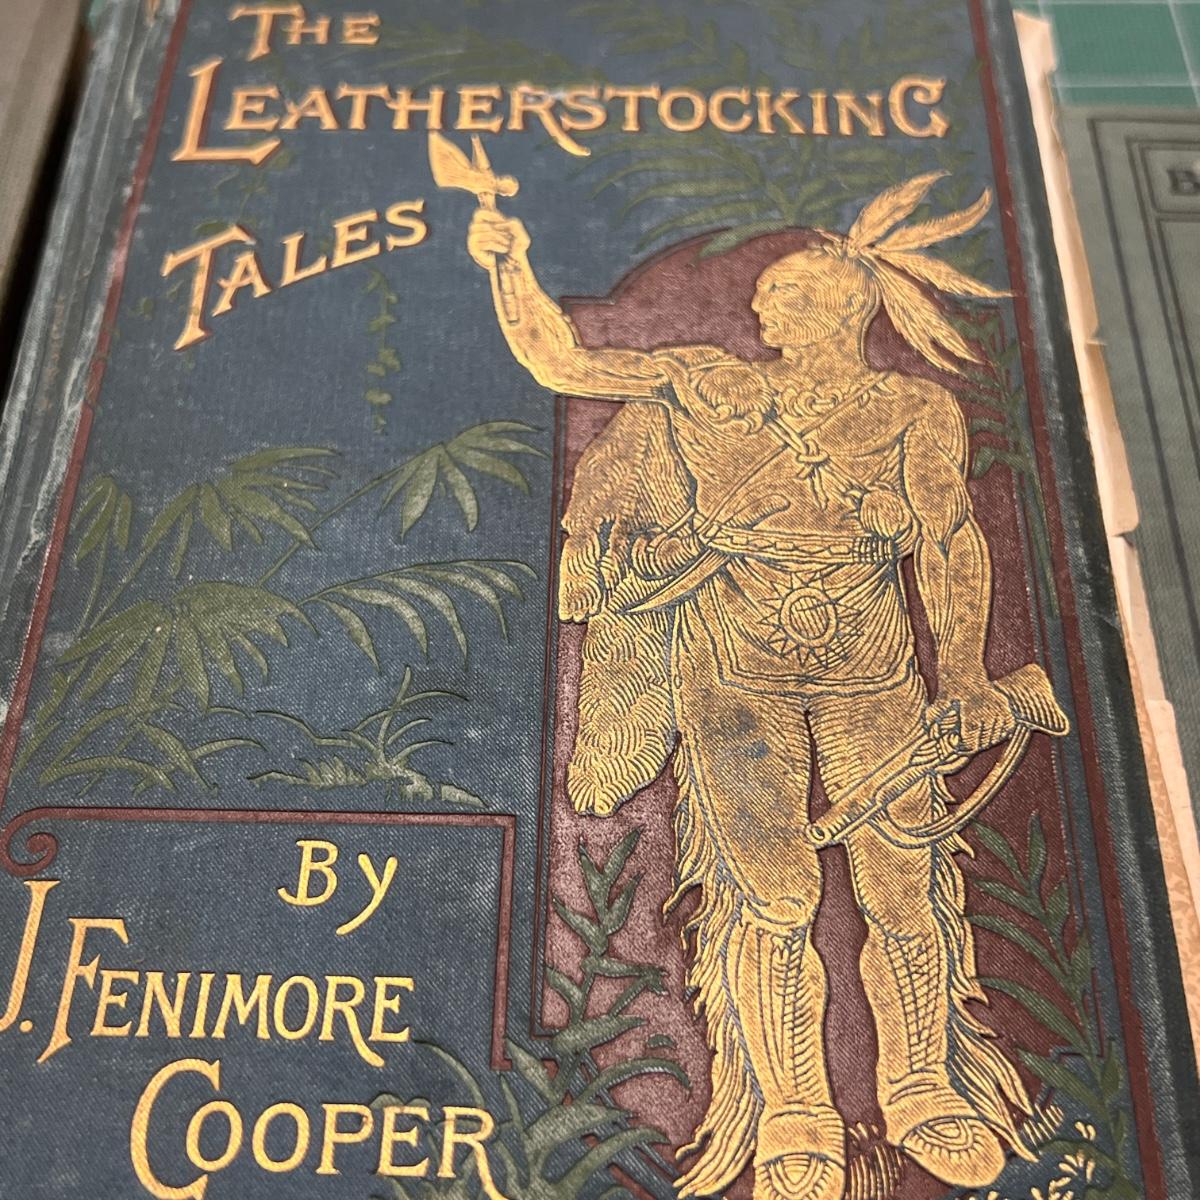 The
Leatherstocking
Tales
By
J. Fenimore
Cooper